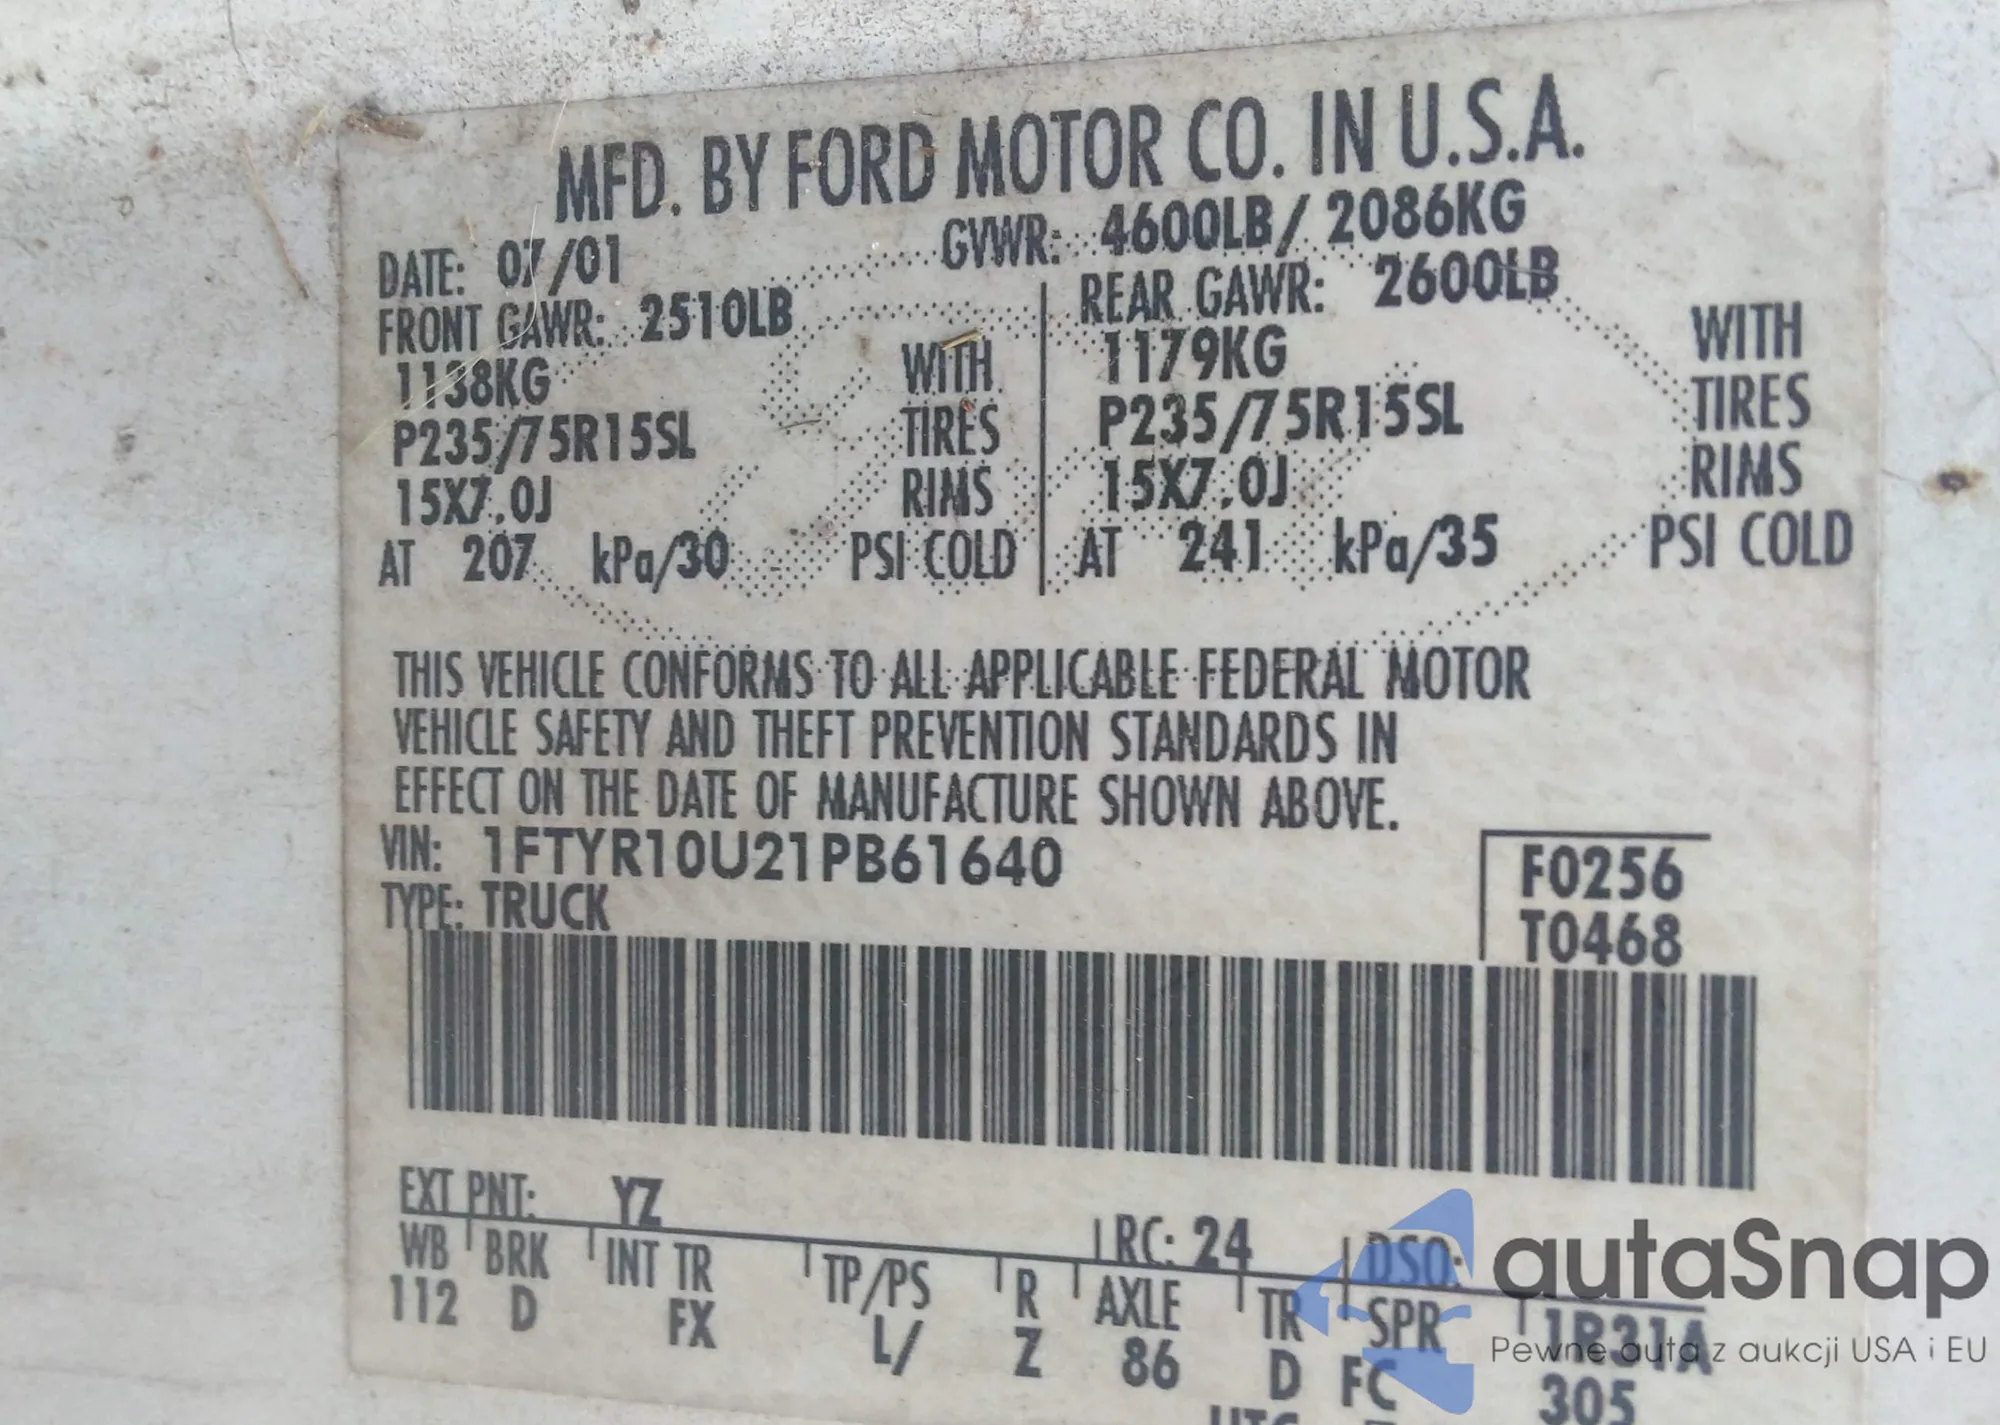 MFD. BY FORD MOTOR CO. IN U.S.A.
DATE: 07/01 GVWR: 4600LB/ 2086KG
FRONT GAWR: 2510LB REAR GAWR: 2600LB
1138KG WITH 1179KG WITH
P235/75R15SL TIRES P235/75R15SL TIRES
15X7.0J RIMS 15X7.0J RIMS
AT 207 kPa/30 PSI COLD AT 241 kPa/35 PSI COLD
THIS VEHICLE CONFORMS TO ALL APPLICABLE FEDERAL MOTOR
VEHICLE SAFETY AND THEFT PREVENTION STANDARDS IN
EFFECT ON THE DATE OF MANUFACTURE SHOWN ABOVE.
VIN: 1FTYR10U21PB61640 F0256
TYPE: TRUCK T0468
EXT PNT: YZ RC: 24 DSO:
WB BRK INT TR TP/PS R AXLE TR SPR 1R31A
112 D FX L/ Z 86 D FC 305
autaSnap
Pewne auta z aukcji USA i EU